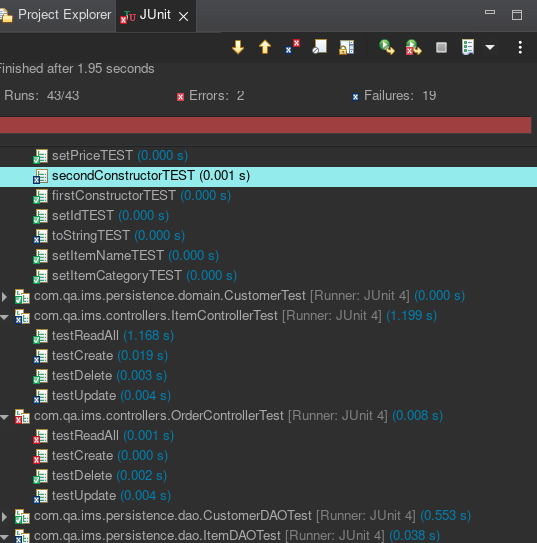 Project Explorer JUnit
Finished after 1.95 seconds
Runs: 43/43 Errors: 2 Failures: 19
setPriceTEST (0.000 s)
secondConstructorTEST (0.001 s)
firstConstructorTEST (0.000 s)
setIdTEST (0.000 s)
toStringTEST (0.000 s)
setItemNameTEST (0.000 s)
setItemCategoryTEST (0.000 s)
com.qa.ims.persistence.domain.CustomerTest [Runner: JUnit 4] (0.000 s)
com.qa.ims.controllers.ItemControllerTest [Runner: JUnit 4] (1.199 s)
testReadAll (1.168 s)
testCreate (0.019 s)
testDelete (0.003 s)
testUpdate (0.004 s)
com.qa.ims.controllers.OrderControllerTest [Runner: JUnit 4] (0.008 s)
testReadAll (0.001 s)
testCreate (0.000 s)
testDelete (0.002 s)
testUpdate (0.004 s)
com.qa.ims.persistence.dao.CustomerDAOTest [Runner: JUnit 4] (0.553 s)
com.qa.ims.persistence.dao.ItemDAOTest [Runner: JUnit 4] (0.038 s)